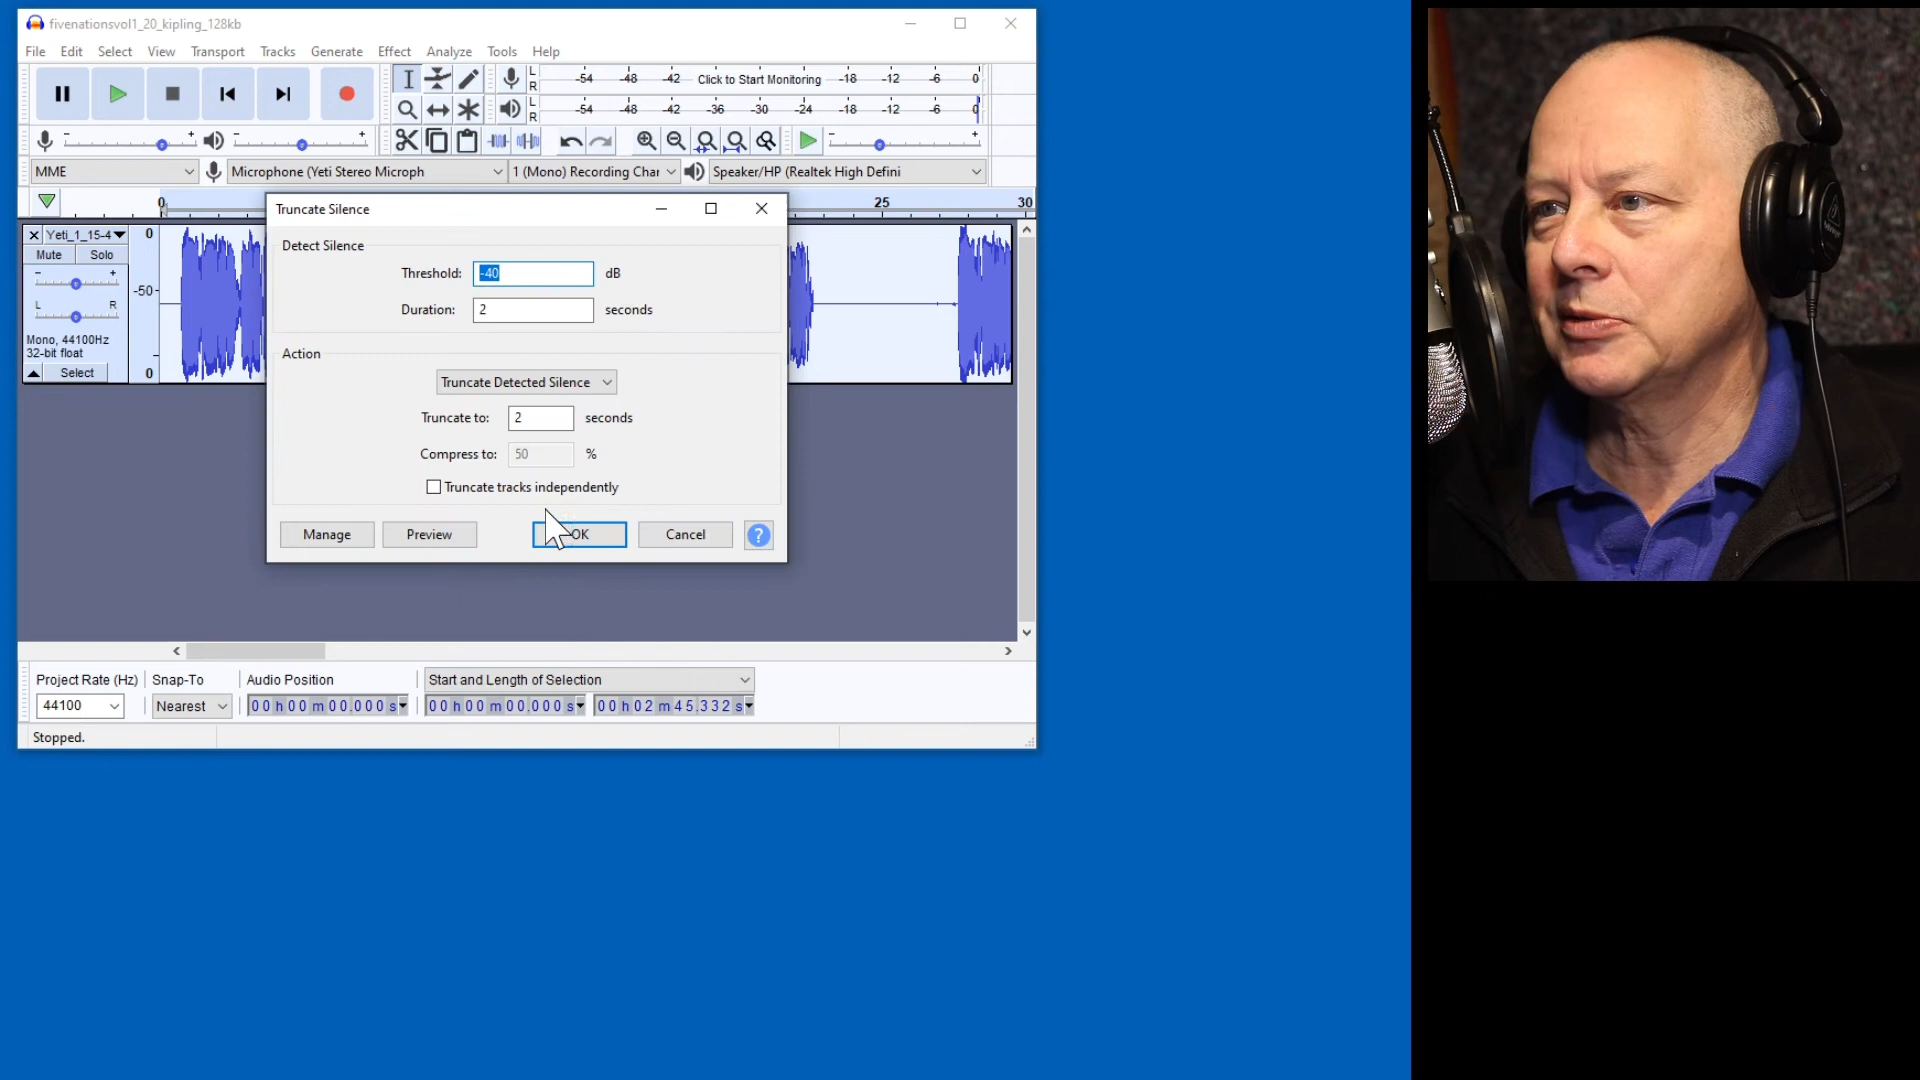 fivenationsvol1_20_kipling_128kb
File Edit Select View Transport Tracks Generate Effect Analyze Tools Help
L
R
-54 -48 -42 Click to Start Monitoring -18 -12 -6 0
L
R
-54 -48 -42 -36 -30 -24 -18 -12 -6 0
- + - + - +
MME Microphone (Yeti Stereo Microph 1 (Mono) Recording Char Speaker/HP (Realtek High Defini
0 25 30
Truncate Silence
Yeti_1_15-4
Mute Solo
- +
L R
Mono, 44100Hz
32-bit float
Select
0
-50
0
Detect Silence
Threshold: -40 dB
Duration: 2 seconds
Action
Truncate Detected Silence
Truncate to: 2 seconds
Compress to: 50 %
Truncate tracks independently
Manage Preview OK Cancel ?
Project Rate (Hz) Snap-To Audio Position Start and Length of Selection
44100 Nearest 00 h 00 m 00.000 s 00 h 00 m 00.000 s 00 h 02 m 45.332 s
Stopped.